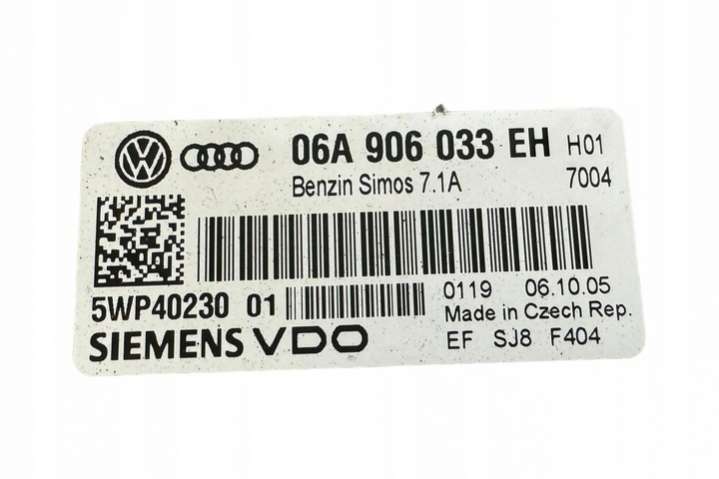 06A 906 033 EH H01
Benzin Simos 7.1A 7004
5WP40230 01 0119 06.10.05
Made in Czech Rep.
SIEMENS VDO EF SJ8 F404